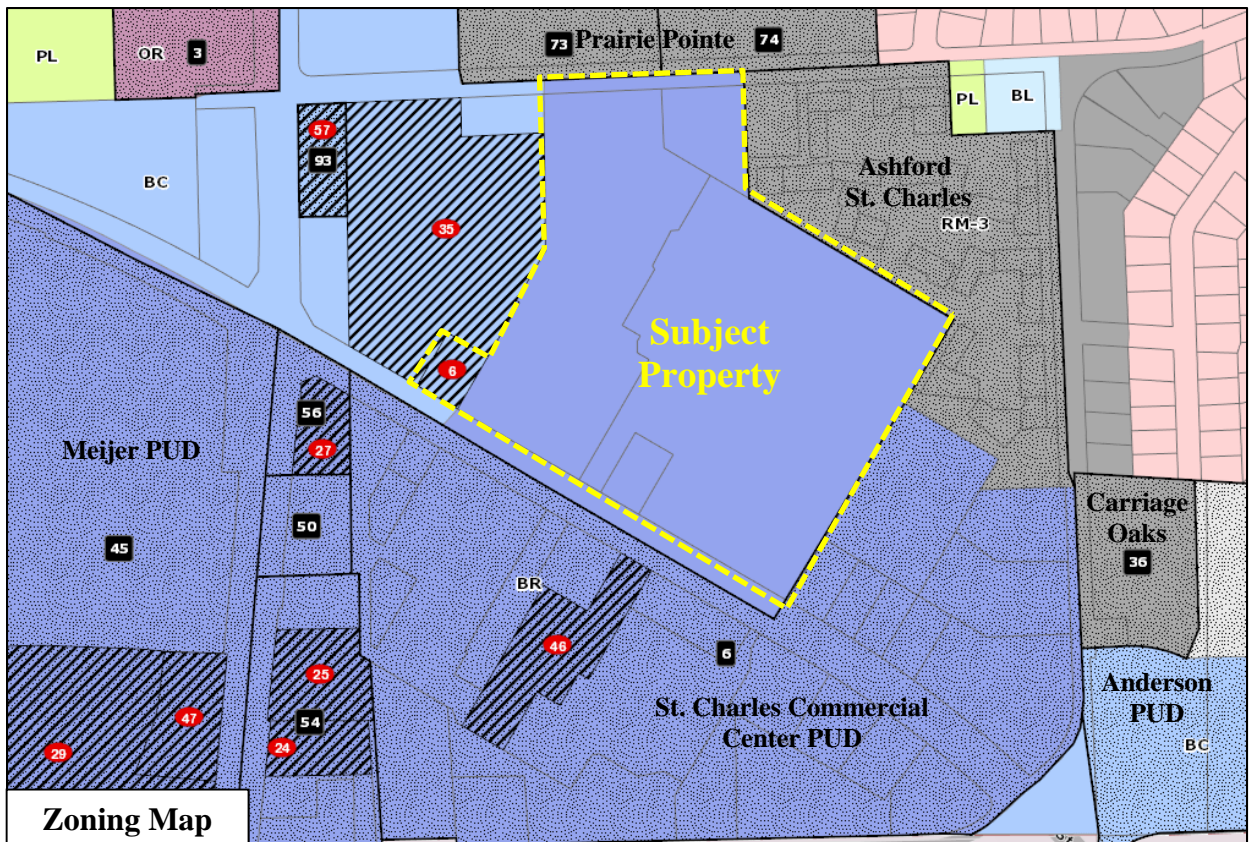 73 Prairie Pointe 74
PL
OR 3
PL
BL
57
93
BC
Ashford
St. Charles
RM-3
35
Subject
Property
6
56
27
Meijer PUD
50
45
Carriage
Oaks
36
BR
46
6
25
47
54
24
29
St. Charles Commercial
Center PUD
Anderson
PUD
BC
Zoning Map